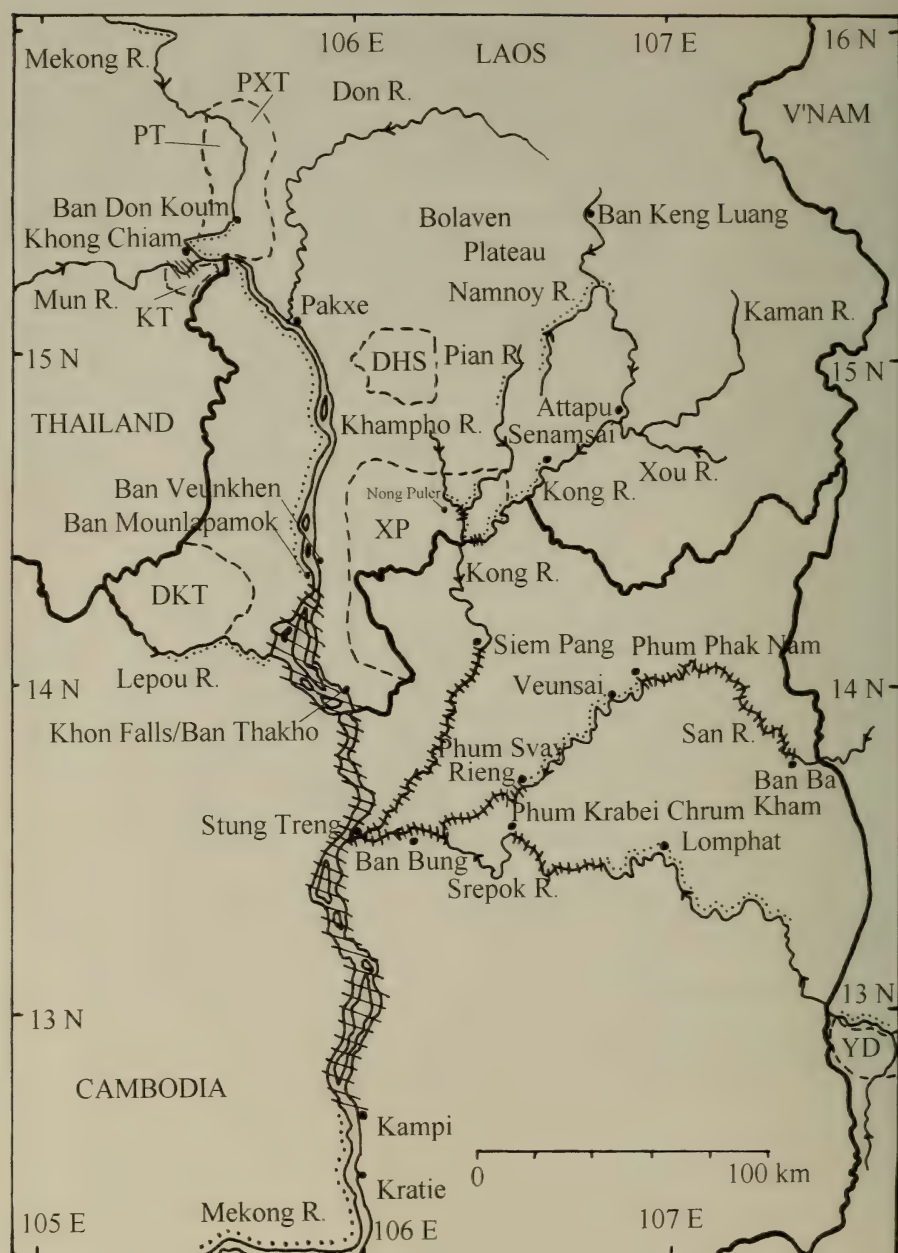 106 E
107 E
16 N
LAOS
Mekong R.
PXT
Don R.
V'NAM
PT
Ban Don Koum
Khong Chiam
Bolaven
Plateau
Ban Keng Luang
Mun R.
KT
Namnoy R.
Kaman R.
Pakxe
15 N
DHS
Pian R
15 N
THAILAND
Khampho R.
Attapu
Senamsai
Xou R.
Ban Veunkhen
Ban Mounlapamok
XP
Kong R.
DKT
Kong R.
Lepou R.
Siem Pang
Phum Phak Nam
14 N
Veunsai
14 N
Khon Falls/Ban Thakho
San R.
Phum Svay
Rieng
Ban Ba
Kham
Stung Treng
Phum Krabei Chrum
Ban Bung
Lomphat
Srepok R.
13 N
13 N
YD
CAMBODIA
Kampi
0
100 km
Kratie
Mekong R.
105 E
106 E
107 E